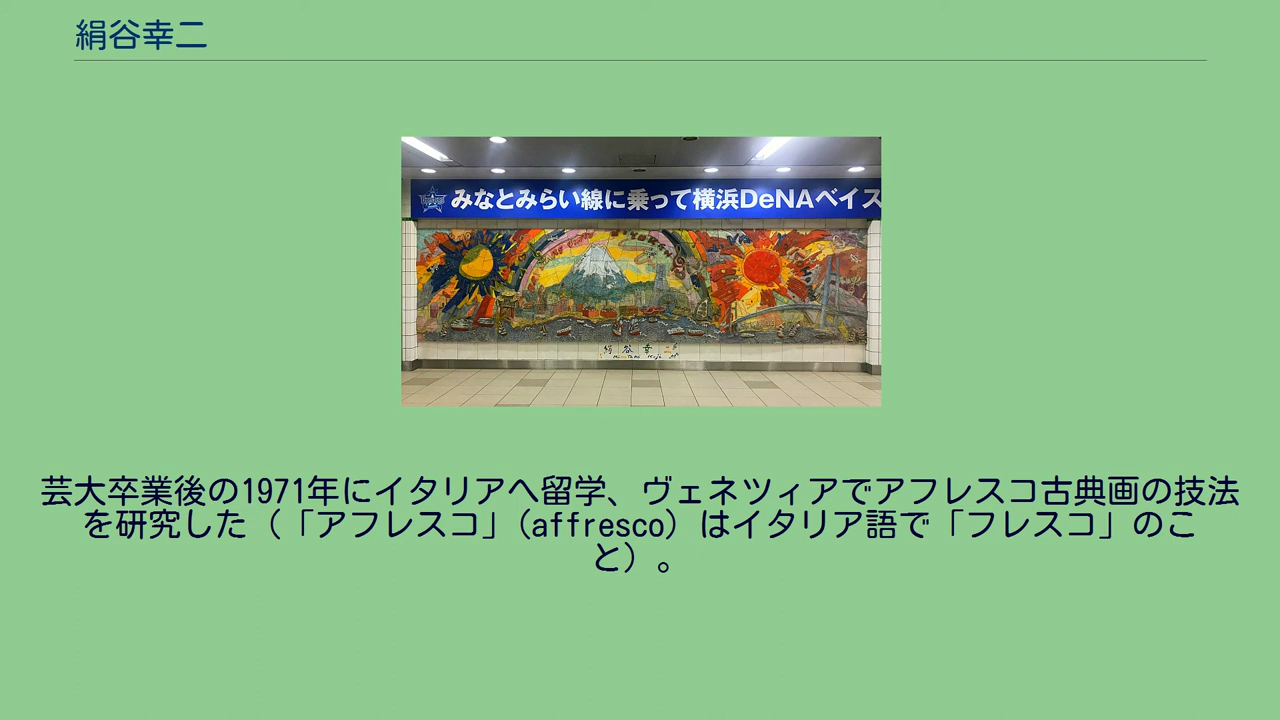 絹谷幸二
みなとみらい線に乗って横浜DeNAベイス
絹谷幸二
芸大卒業後の1971年にイタリアへ留学、ヴェネツィアでアフレスコ古典画の技法
を研究した（「アフレスコ」（affresco）はイタリア語で「フレスコ」のこ
と）。